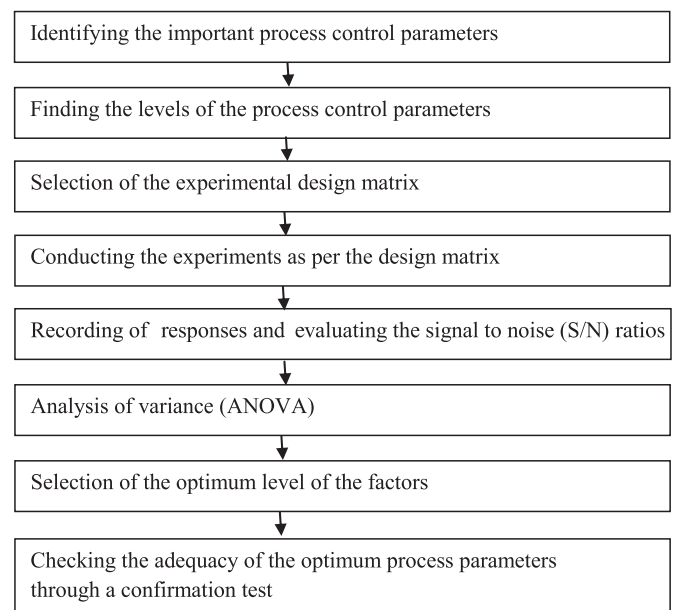 Identifying the important process control parameters
Finding the levels of the process control parameters
Selection of the experimental design matrix
Conducting the experiments as per the design matrix
Recording of responses and evaluating the signal to noise (S/N) ratios
Analysis of variance (ANOVA)
Selection of the optimum level of the factors
Checking the adequacy of the optimum process parameters
through a confirmation test